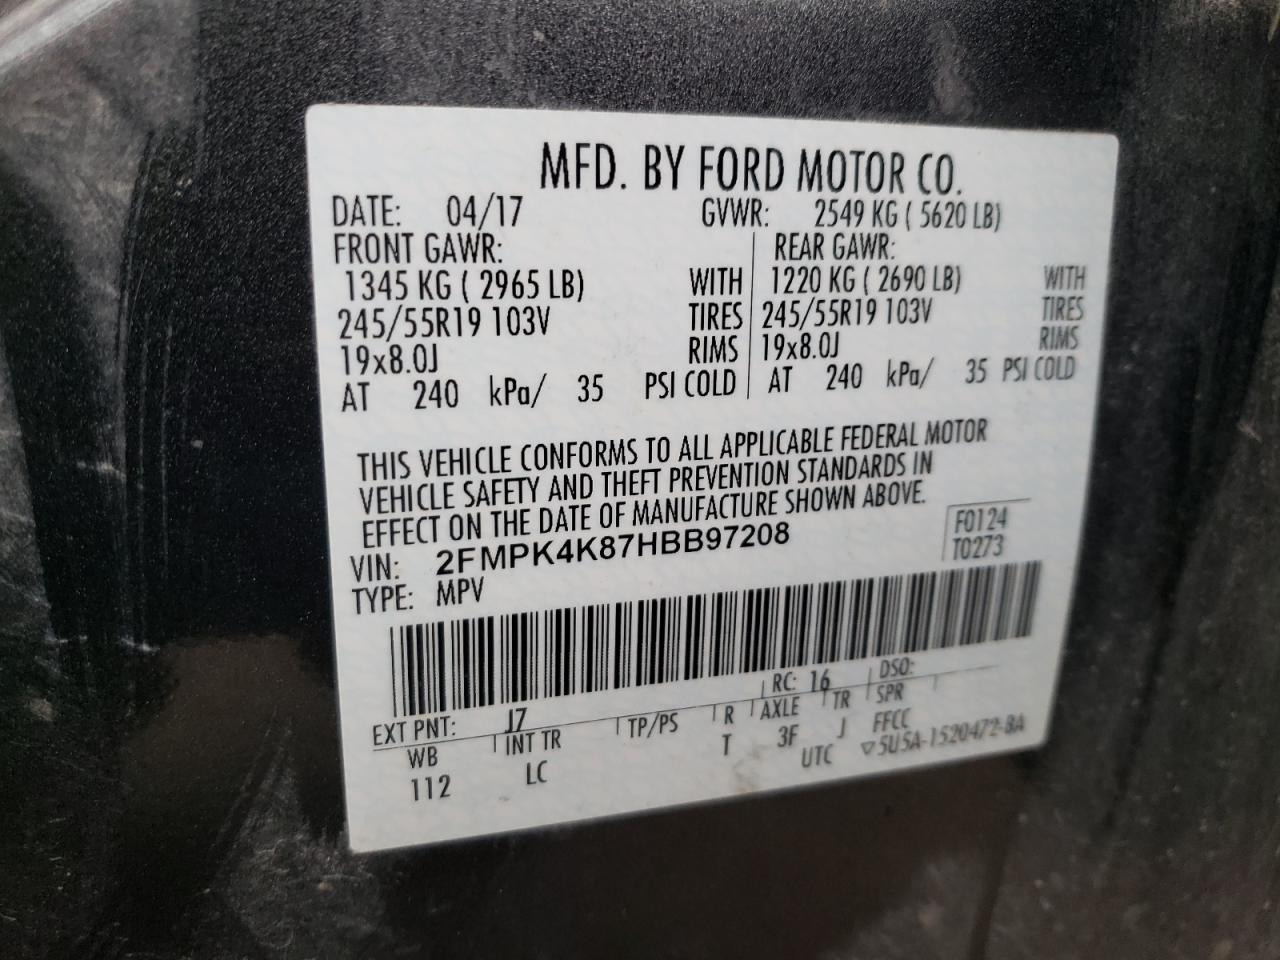 MFD. BY FORD MOTOR CO.
DATE: 04/17 GVWR: 2549 KG ( 5620 LB)
FRONT GAWR: REAR GAWR:
1345 KG ( 2965 LB) WITH 1220 KG ( 2690 LB) WITH
245/55R19 103V TIRES 245/55R19 103V TIRES
19x8.0J RIMS 19x8.0J RIMS
AT 240 kPa/ 35 PSI COLD AT 240 kPa/ 35 PSI COLD
THIS VEHICLE CONFORMS TO ALL APPLICABLE FEDERAL MOTOR
VEHICLE SAFETY AND THEFT PREVENTION STANDARDS IN
EFFECT ON THE DATE OF MANUFACTURE SHOWN ABOVE.
VIN: 2FMPK4K87HBB97208 F0124
TYPE: MPV T0273
EXT PNT: J7 RC: 16 DSO:
WB INT TR TP/PS R AXLE TR SPR
112 LC T 3F J FFCC
UTC ▽5U5A-1520472-BA